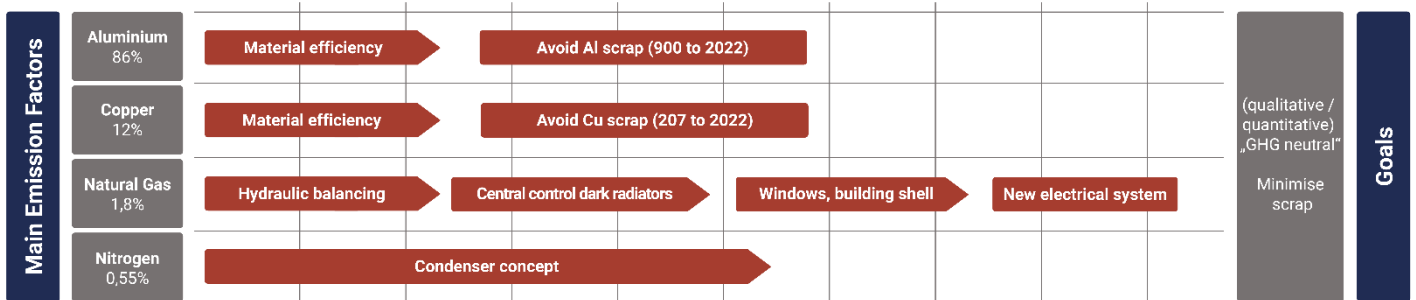 Main Emission Factors
Aluminium
86%
Material efficiency
Avoid Al scrap (900 to 2022)
Copper
12%
Material efficiency
Avoid Cu scrap (207 to 2022)
Natural Gas
1,8%
Hydraulic balancing
Central control dark radiators
Windows, building shell
New electrical system
Nitrogen
0,55%
Condenser concept
(qualitative /
quantitative)
„GHG neutral“
Minimise
scrap
Goals